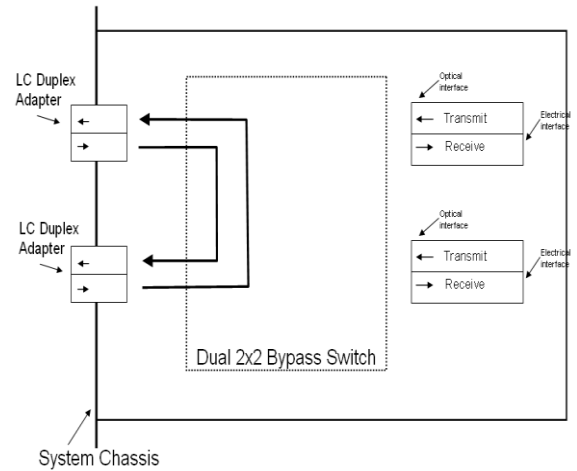 LC Duplex
Adapter
Optical
interface
Transmit
Electrical
interface
Receive
LC Duplex
Adapter
Optical
interface
Transmit
Electrical
interface
Receive
Dual 2x2 Bypass Switch
System Chassis